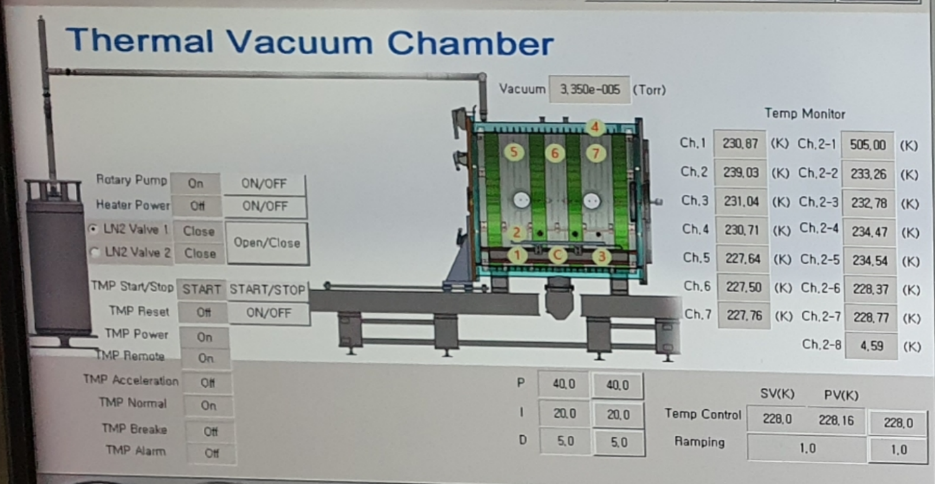 Thermal Vacuum Chamber
Vacuum 3,350e-005 (Torr)
Temp Monitor
Ch,1 230,87 (K) Ch,2-1 505,00 (K)
Ch,2 239,03 (K) Ch,2-2 233,26 (K)
Ch,3 231,04 (K) Ch,2-3 232,78 (K)
Ch,4 230,71 (K) Ch,2-4 234,47 (K)
Ch,5 227,64 (K) Ch,2-5 234,54 (K)
Ch,6 227,50 (K) Ch,2-6 228,37 (K)
Ch,7 227,76 (K) Ch,2-7 228,77 (K)
Ch,2-8 4,59 (K)
4
5 6 7
2
1 C 3
Rotary Pump On ON/OFF
Heater Power Off ON/OFF
LN2 Valve 1 Close
Open/Close
LN2 Valve 2 Close
TMP Start/Stop START START/STOP
TMP Reset Off ON/OFF
TMP Power On
TMP Remote On
TMP Acceleration Off
TMP Normal On
TMP Breake Off
TMP Alarm Off
P 40,0 40,0
I 20,0 20,0
D 5,0 5,0
SV(K) PV(K)
Temp Control 228,0 228,16 228,0
Ramping 1,0 1,0